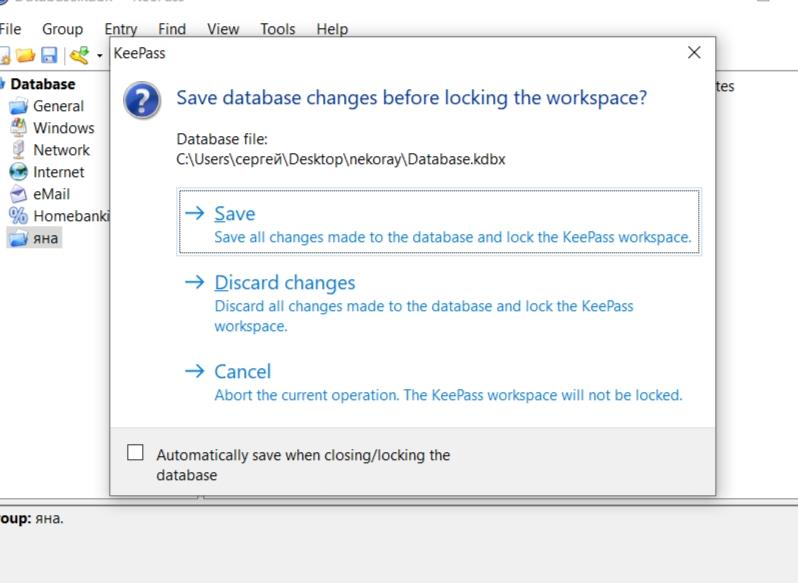 File Group Entry Find View Tools Help
KeePass
Database
General
Windows
Network
Internet
eMail
Homebanki
яна
Save database changes before locking the workspace?
Database file:
C:\Users\сергей\Desktop\nekoray\Database.kdbx
Save
Save all changes made to the database and lock the KeePass workspace.
Discard changes
Discard all changes made to the database and lock the KeePass
workspace.
Cancel
Abort the current operation. The KeePass workspace will not be locked.
Automatically save when closing/locking the
database
tes
oup: яна.